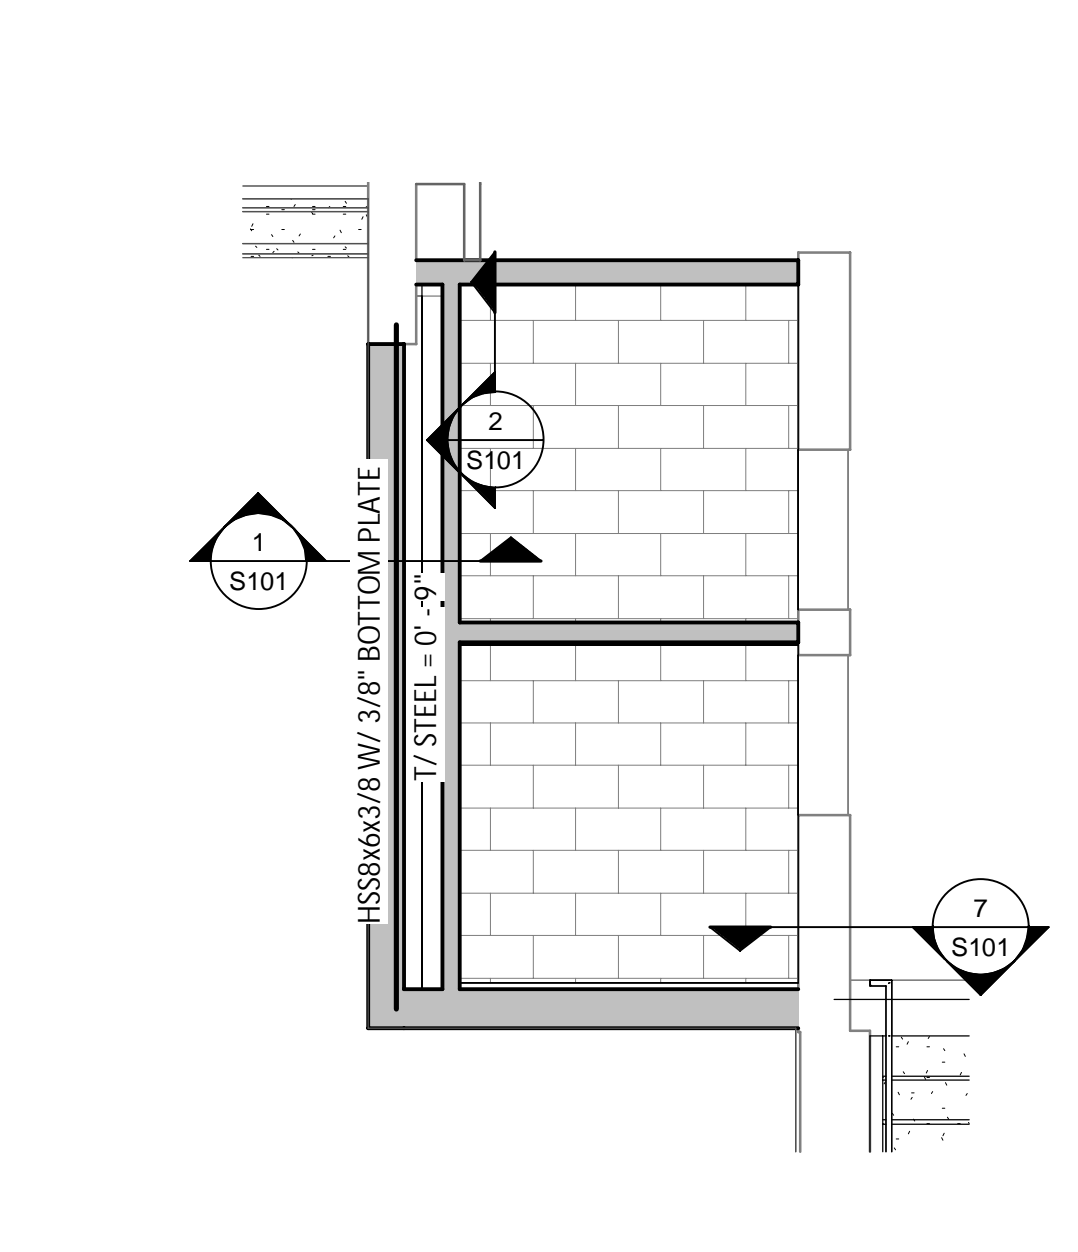 2
S101
1
S101
HSS8x6x3/8 W/ 3/8" BOTTOM PLATE
T/ STEEL = 0' - -9"
7
S101